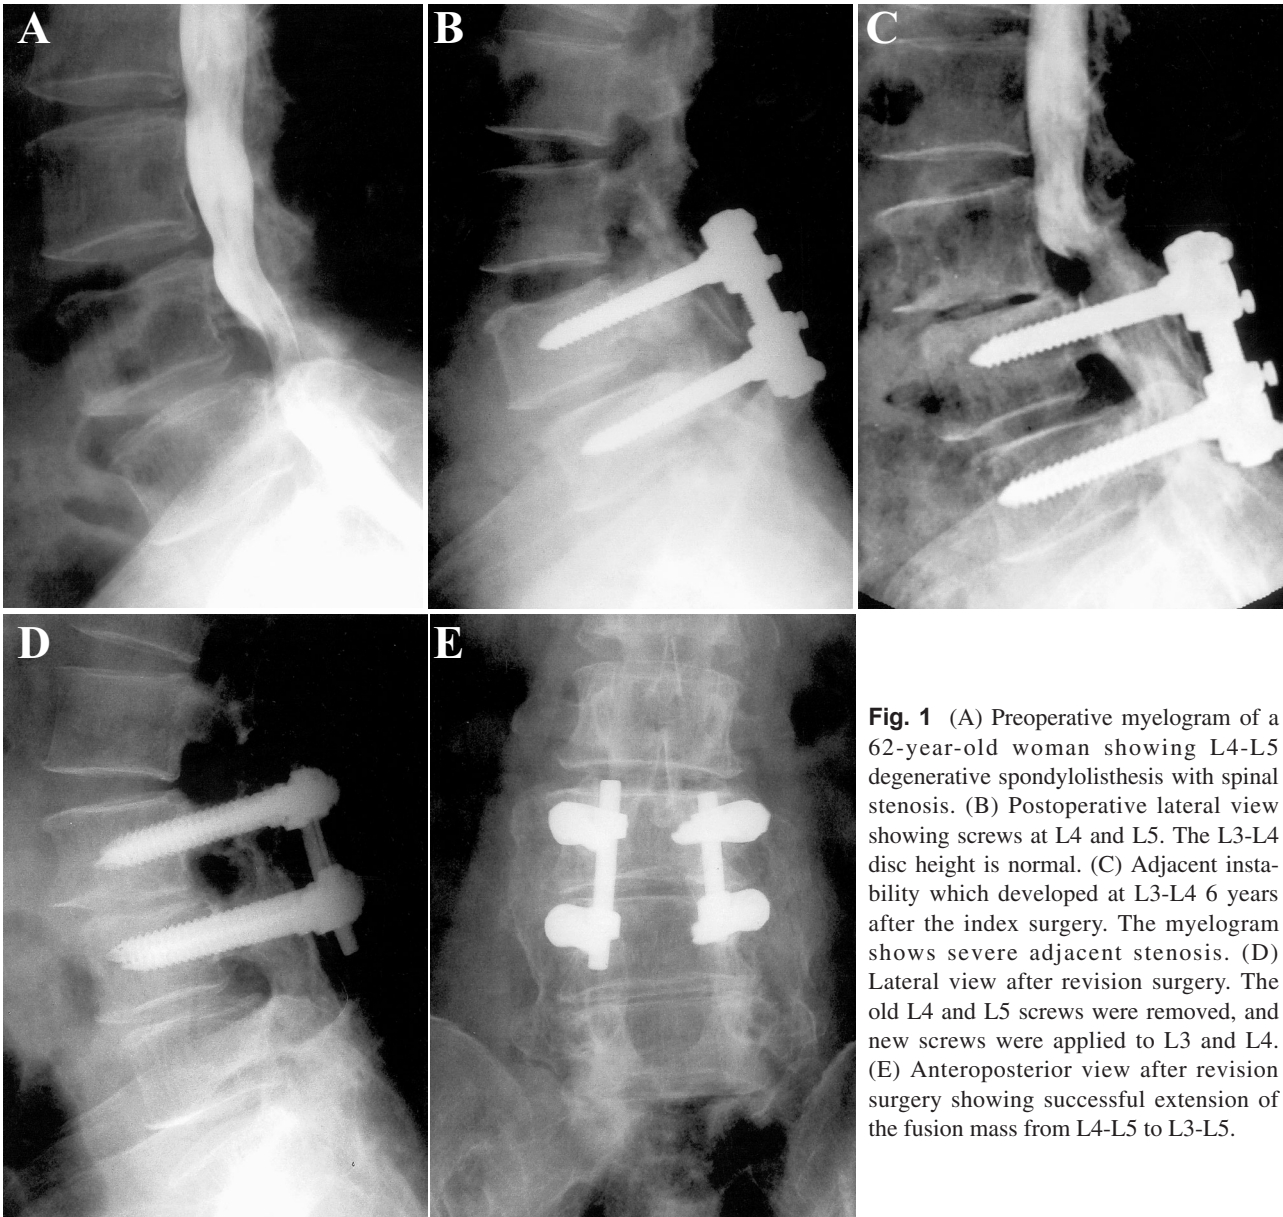 A
B
C
D
E
Fig. 1 (A) Preoperative myelogram of a
62-year-old woman showing L4-L5
degenerative spondylolisthesis with spinal
stenosis. (B) Postoperative lateral view
showing screws at L4 and L5. The L3-L4
disc height is normal. (C) Adjacent insta-
bility which developed at L3-L4 6 years
after the index surgery. The myelogram
shows severe adjacent stenosis. (D)
Lateral view after revision surgery. The
old L4 and L5 screws were removed, and
new screws were applied to L3 and L4.
(E) Anteroposterior view after revision
surgery showing successful extension of
the fusion mass from L4-L5 to L3-L5.